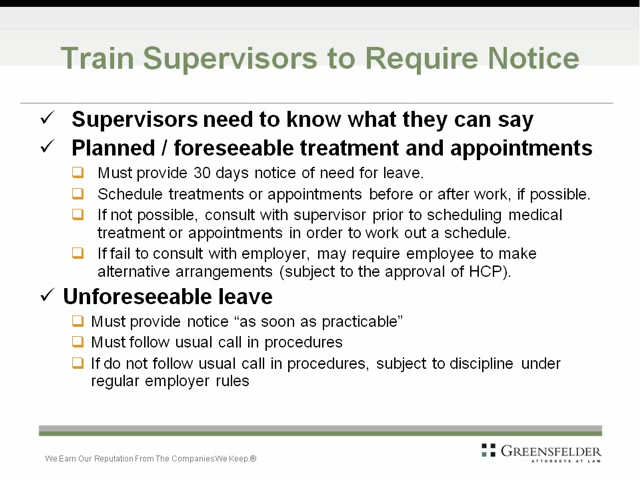 Train Supervisors to Require Notice
✓ Supervisors need to know what they can say
✓ Planned / foreseeable treatment and appointments
❑ Must provide 30 days notice of need for leave.
❑ Schedule treatments or appointments before or after work, if possible.
❑ If not possible, consult with supervisor prior to scheduling medical
treatment or appointments in order to work out a schedule.
❑ If fail to consult with employer, may require employee to make
alternative arrangements (subject to the approval of HCP).
✓ Unforeseeable leave
❑ Must provide notice “as soon as practicable”
❑ Must follow usual call in procedures
❑ If do not follow usual call in procedures, subject to discipline under
regular employer rules
We Earn Our Reputation From The Companies We Keep.®
GREENSFELDER
ATTORNEYS AT LAW